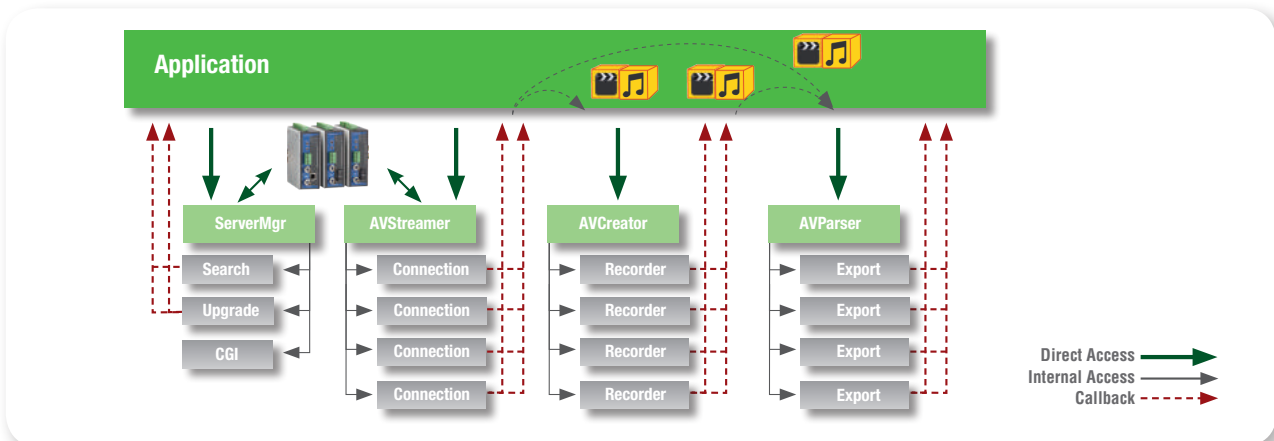 Application
ServerMgr
AVStreamer
AVCreator
AVParser
Search
Connection
Recorder
Export
Upgrade
Connection
Recorder
Export
CGI
Connection
Recorder
Export
Connection
Recorder
Export
Direct Access
Internal Access
Callback